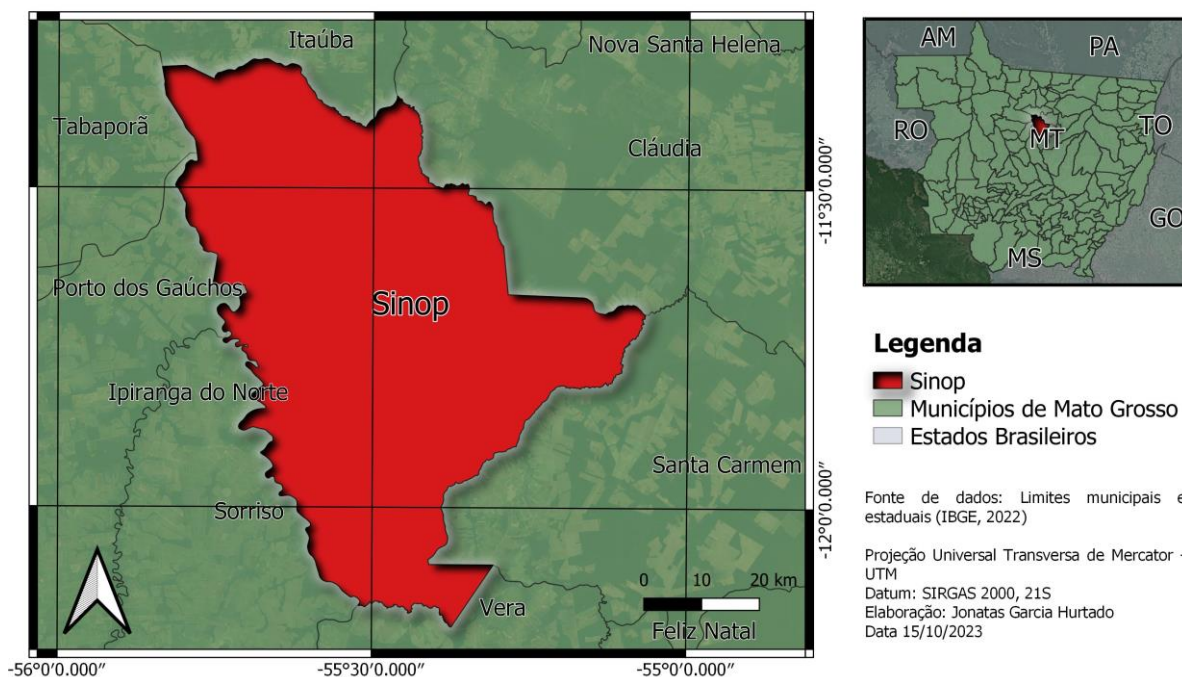 Itaúba
Nova Santa Helena
Tabaporã
Cláudia
Porto dos Gaúchos
Sinop
Ipiranga do Norte
Santa Carmem
Sorriso
Vera
0 10 20 km
Feliz Natal
-56°0'0.000"
-55°30'0.000"
-55°0'0.000"
-11°30'0.000"
-12°0'0.000"
AM
PA
RO
MT
TO
GO
MS
Legenda
Sinop
Municípios de Mato Grosso
Estados Brasileiros
Fonte de dados: Limites municipais e
estaduais (IBGE, 2022)
Projeção Universal Transversa de Mercator -
UTM
Datum: SIRGAS 2000, 21S
Elaboração: Jonatas Garcia Hurtado
Data 15/10/2023